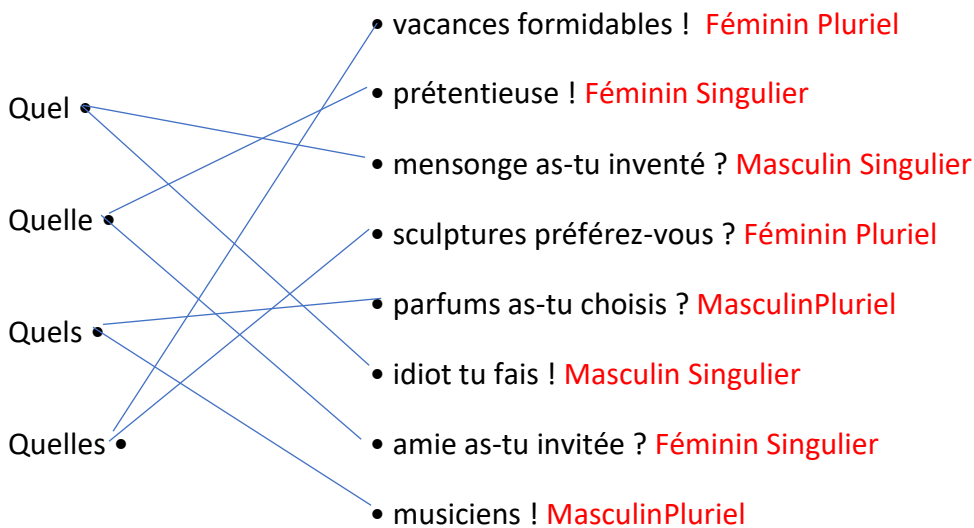 • vacances formidables ! Féminin Pluriel
• prétentieuse ! Féminin Singulier
Quel •
• mensonge as-tu inventé ? Masculin Singulier
Quelle •
• sculptures préférez-vous ? Féminin Pluriel
• parfums as-tu choisis ? MasculinPluriel
Quels •
• idiot tu fais ! Masculin Singulier
Quelles •
• amie as-tu invitée ? Féminin Singulier
• musiciens ! MasculinPluriel